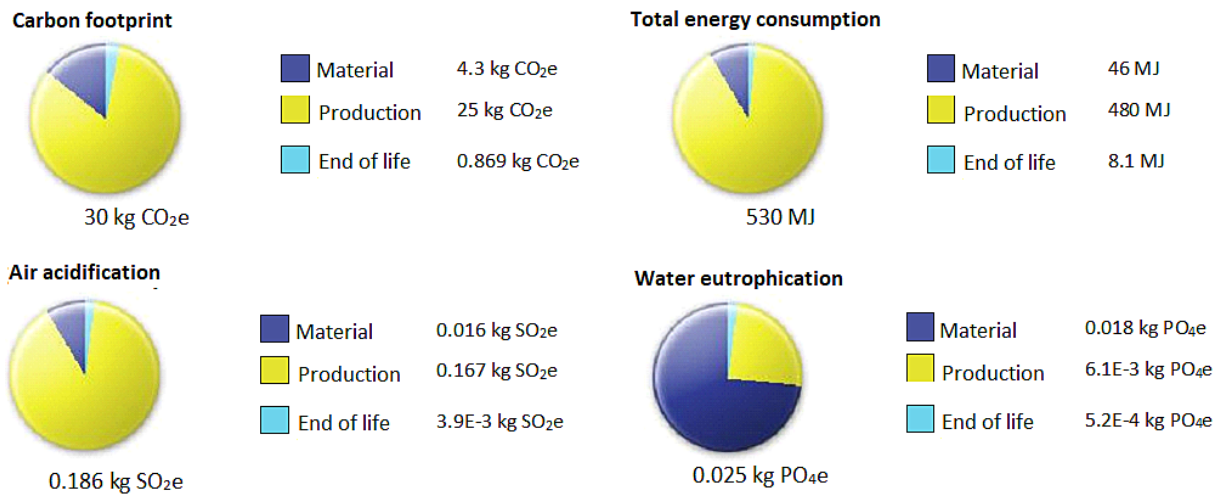 Carbon footprint
Material 4.3 kg CO₂e
Production 25 kg CO₂e
End of life 0.869 kg CO₂e
30 kg CO₂e
Total energy consumption
Material 46 MJ
Production 480 MJ
End of life 8.1 MJ
530 MJ
Air acidification
Material 0.016 kg SO₂e
Production 0.167 kg SO₂e
End of life 3.9E-3 kg SO₂e
0.186 kg SO₂e
Water eutrophication
Material 0.018 kg PO₄e
Production 6.1E-3 kg PO₄e
End of life 5.2E-4 kg PO₄e
0.025 kg PO₄e